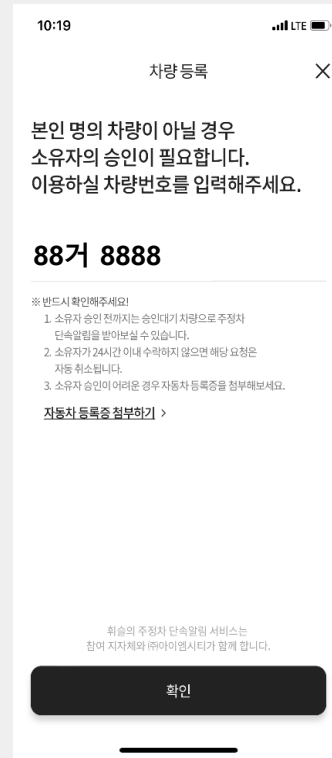 10:19
LTE
차량 등록
본인 명의 차량이 아닐 경우
소유자의 승인이 필요합니다.
이용하실 차량번호를 입력해주세요.
88거 8888
※ 반드시 확인해주세요!
1. 소유자 승인 전까지는 승인대기 차량으로 주정차
단속알림을 받아보실 수 있습니다.
2. 소유자가 24시간 이내 수락하지 않으면 해당 요청은
자동 취소됩니다.
3. 소유자 승인이 어려운 경우 자동차 등록증을 첨부해보세요.
자동차 등록증 첨부하기 >
휘슬의 주정차 단속알림 서비스는
참여 지자체와 ㈜아이엠시티가 함께 합니다.
확인